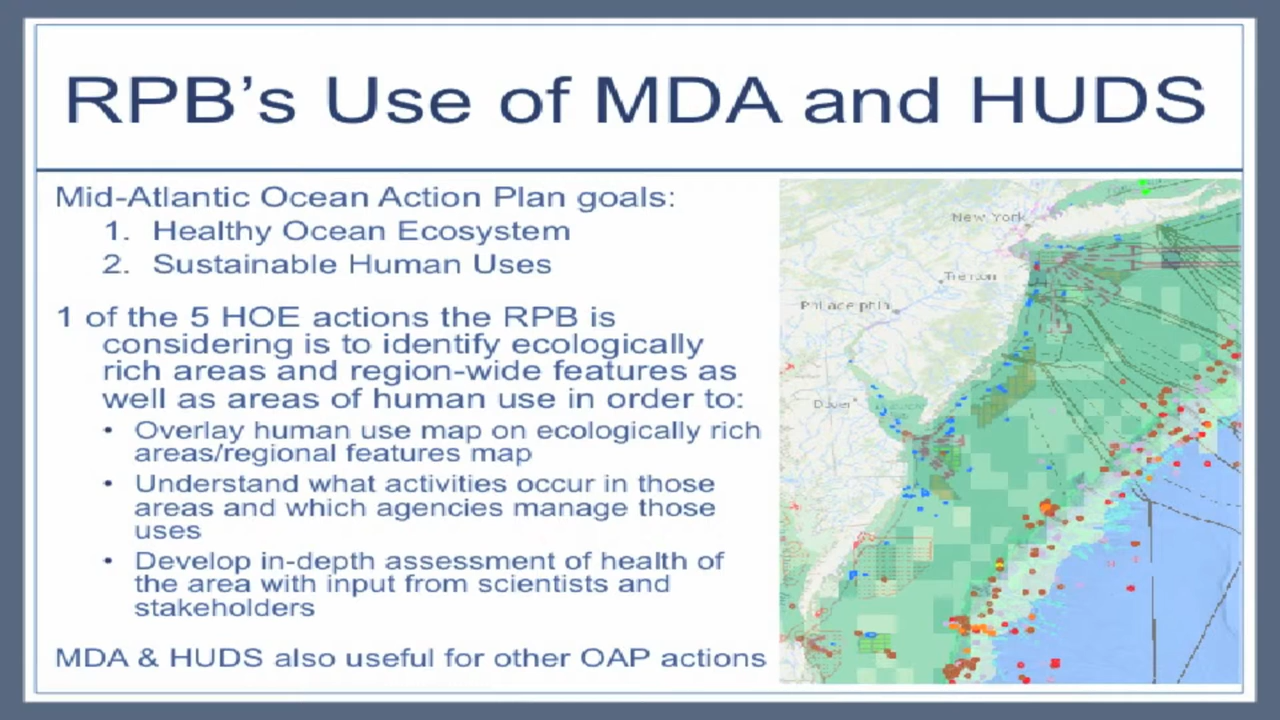 RPB's Use of MDA and HUDS
Mid-Atlantic Ocean Action Plan goals:
1. Healthy Ocean Ecosystem
2. Sustainable Human Uses
1 of the 5 HOE actions the RPB is
considering is to identify ecologically
rich areas and region-wide features as
well as areas of human use in order to:
• Overlay human use map on ecologically rich
areas/regional features map
• Understand what activities occur in those
areas and which agencies manage those
uses
• Develop in-depth assessment of health of
the area with input from scientists and
stakeholders
MDA & HUDS also useful for other OAP actions
New York
Trenton
Philadelphia
Dover